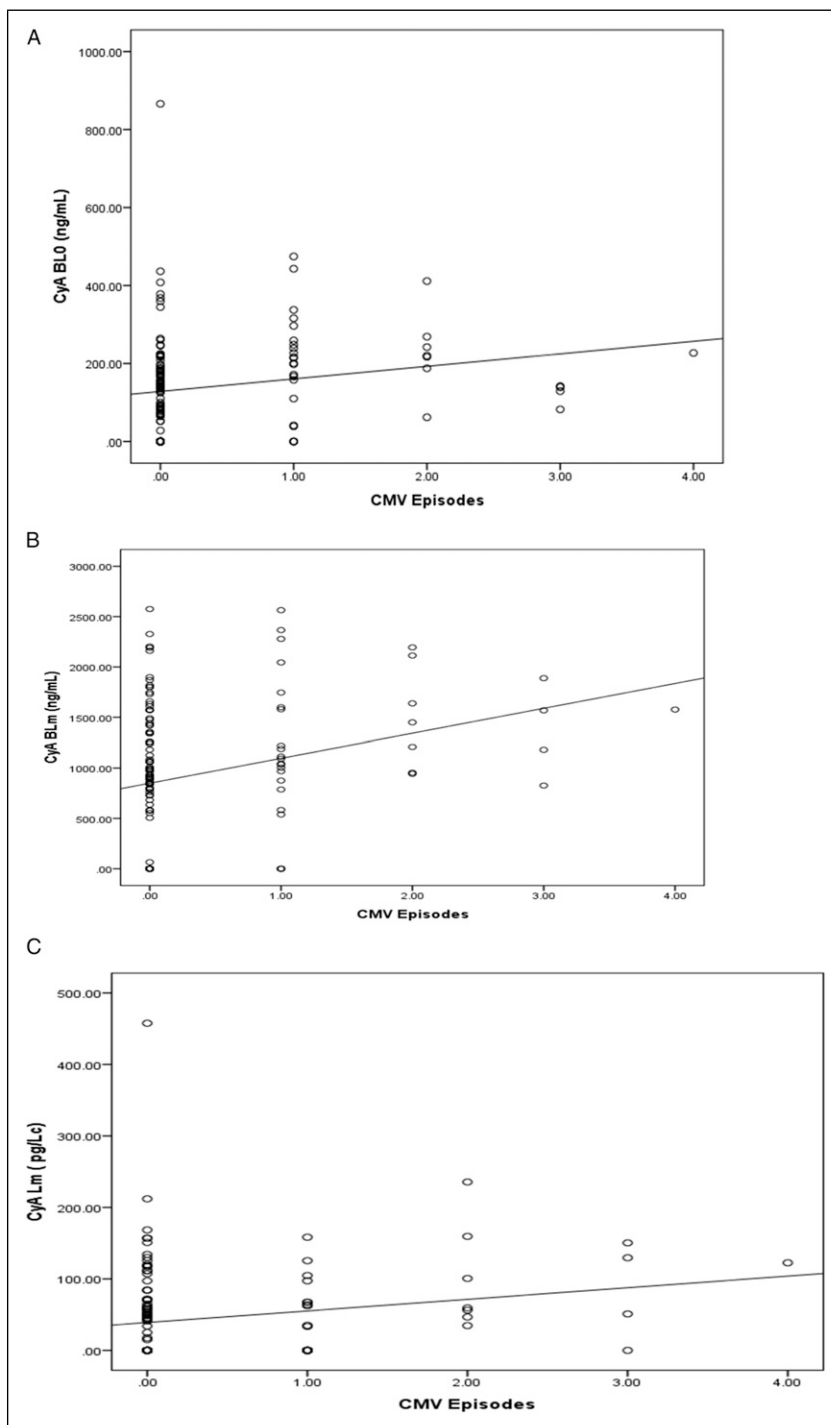 A
1000.00
800.00
600.00
400.00
200.00
.00
CyA BL0 (ng/mL)
.00 1.00 2.00 3.00 4.00
CMV Episodes
B
3000.00
2500.00
2000.00
1500.00
1000.00
500.00
.00
CyA BLm (ng/mL)
.00 1.00 2.00 3.00 4.00
CMV Episodes
C
500.00
400.00
300.00
200.00
100.00
.00
CyA Lm ( pg/Lc)
.00 1.00 2.00 3.00 4.00
CMV Episodes